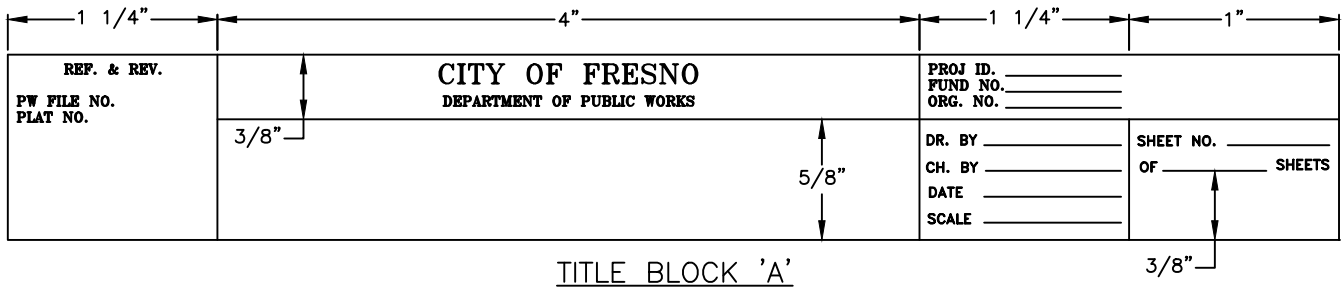 1 1/4" 4" 1 1/4" 1"
REF. & REV.
PW FILE NO.
PLAT NO.
CITY OF FRESNO
DEPARTMENT OF PUBLIC WORKS
3/8"
5/8"
PROJ ID.
FUND NO.
ORG. NO.
DR. BY
CH. BY
DATE
SCALE
SHEET NO.
OF SHEETS
3/8"
TITLE BLOCK 'A'